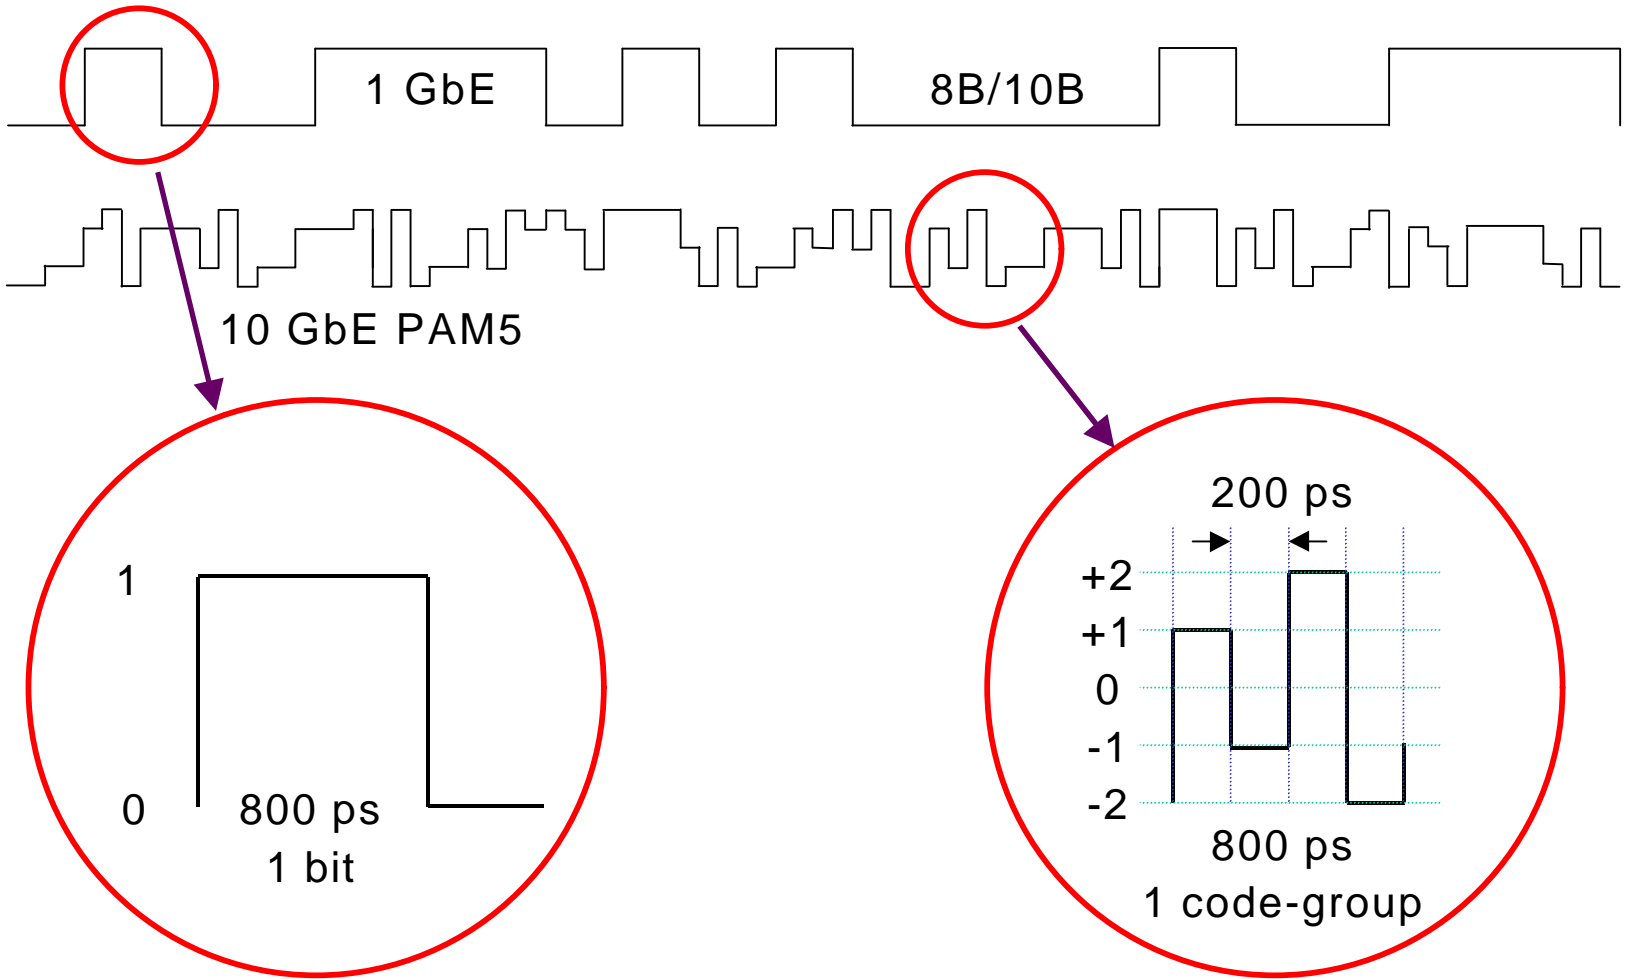 1 GbE
8B/10B
10 GbE PAM5
1
0
800 ps
1 bit
200 ps
+2
+1
0
-1
-2
800 ps
1 code-group